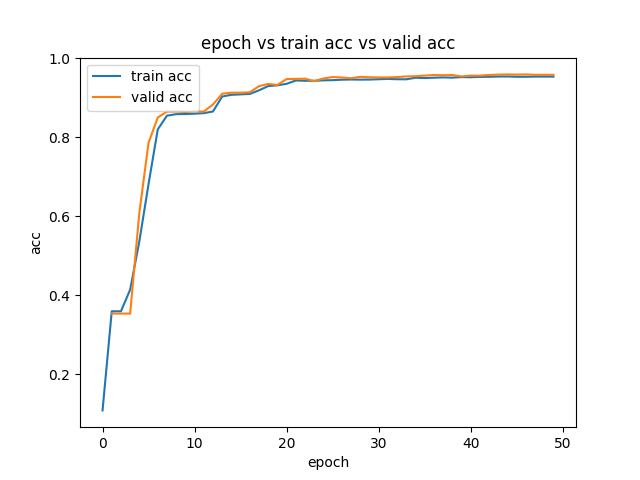 epoch vs train acc vs valid acc
train acc
valid acc
1.0
0.8
0.6
0.4
0.2
acc
0 10 20 30 40 50
epoch